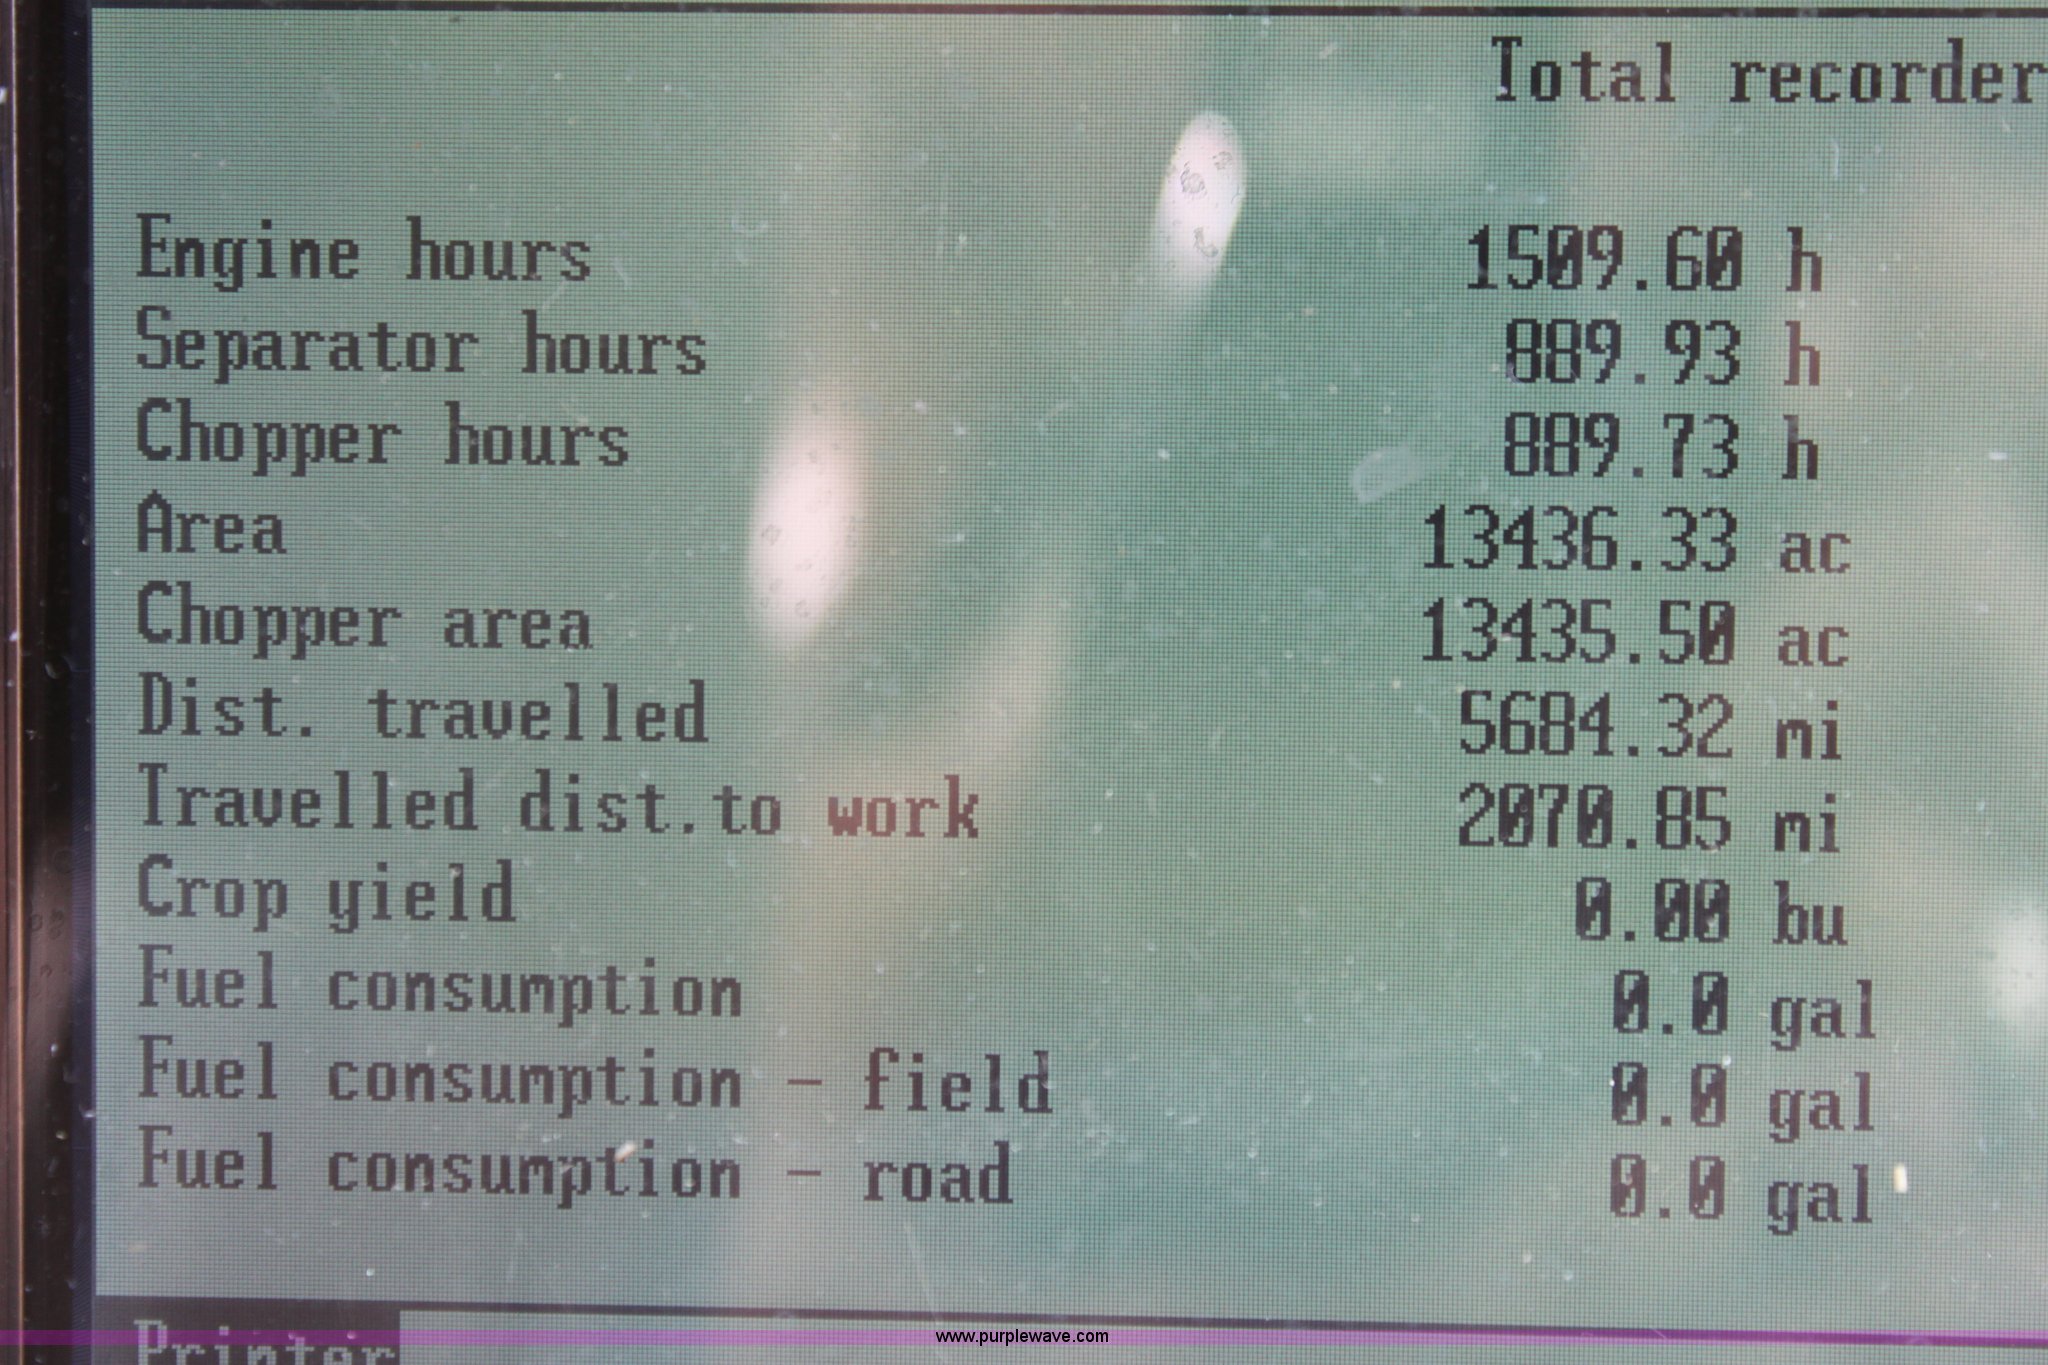 Total recorder
Engine hours 1509.60 h
Separator hours 889.93 h
Chopper hours 889.73 h
Area 13436.33 ac
Chopper area 13435.50 ac
Dist. travelled 5684.32 mi
Travelled dist.to work 2070.85 mi
Crop yield 0.00 bu
Fuel consumption 0.0 gal
Fuel consumption - field 0.0 gal
Fuel consumption - road 0.0 gal
Printer
www.purplewave.com